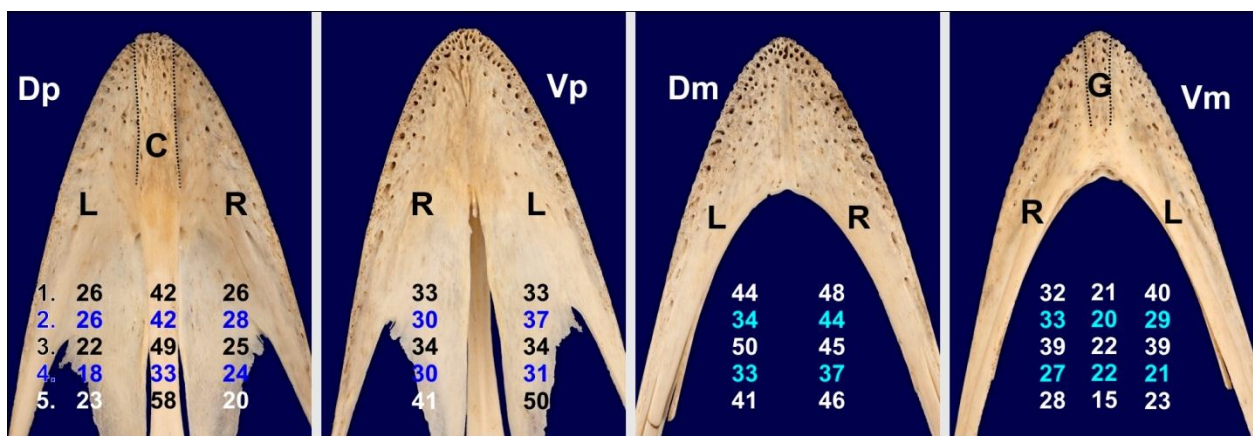 Dp
C
L R
1. 26 42 26
2. 26 42 28
3. 22 49 25
4. 18 33 24
5. 23 58 20
Vp
R L
33 33
30 37
34 34
30 31
41 50
Dm
L R
44 48
34 44
50 45
33 37
41 46
G
Vm
R L
32 21 40
33 20 29
39 22 39
27 22 21
28 15 23